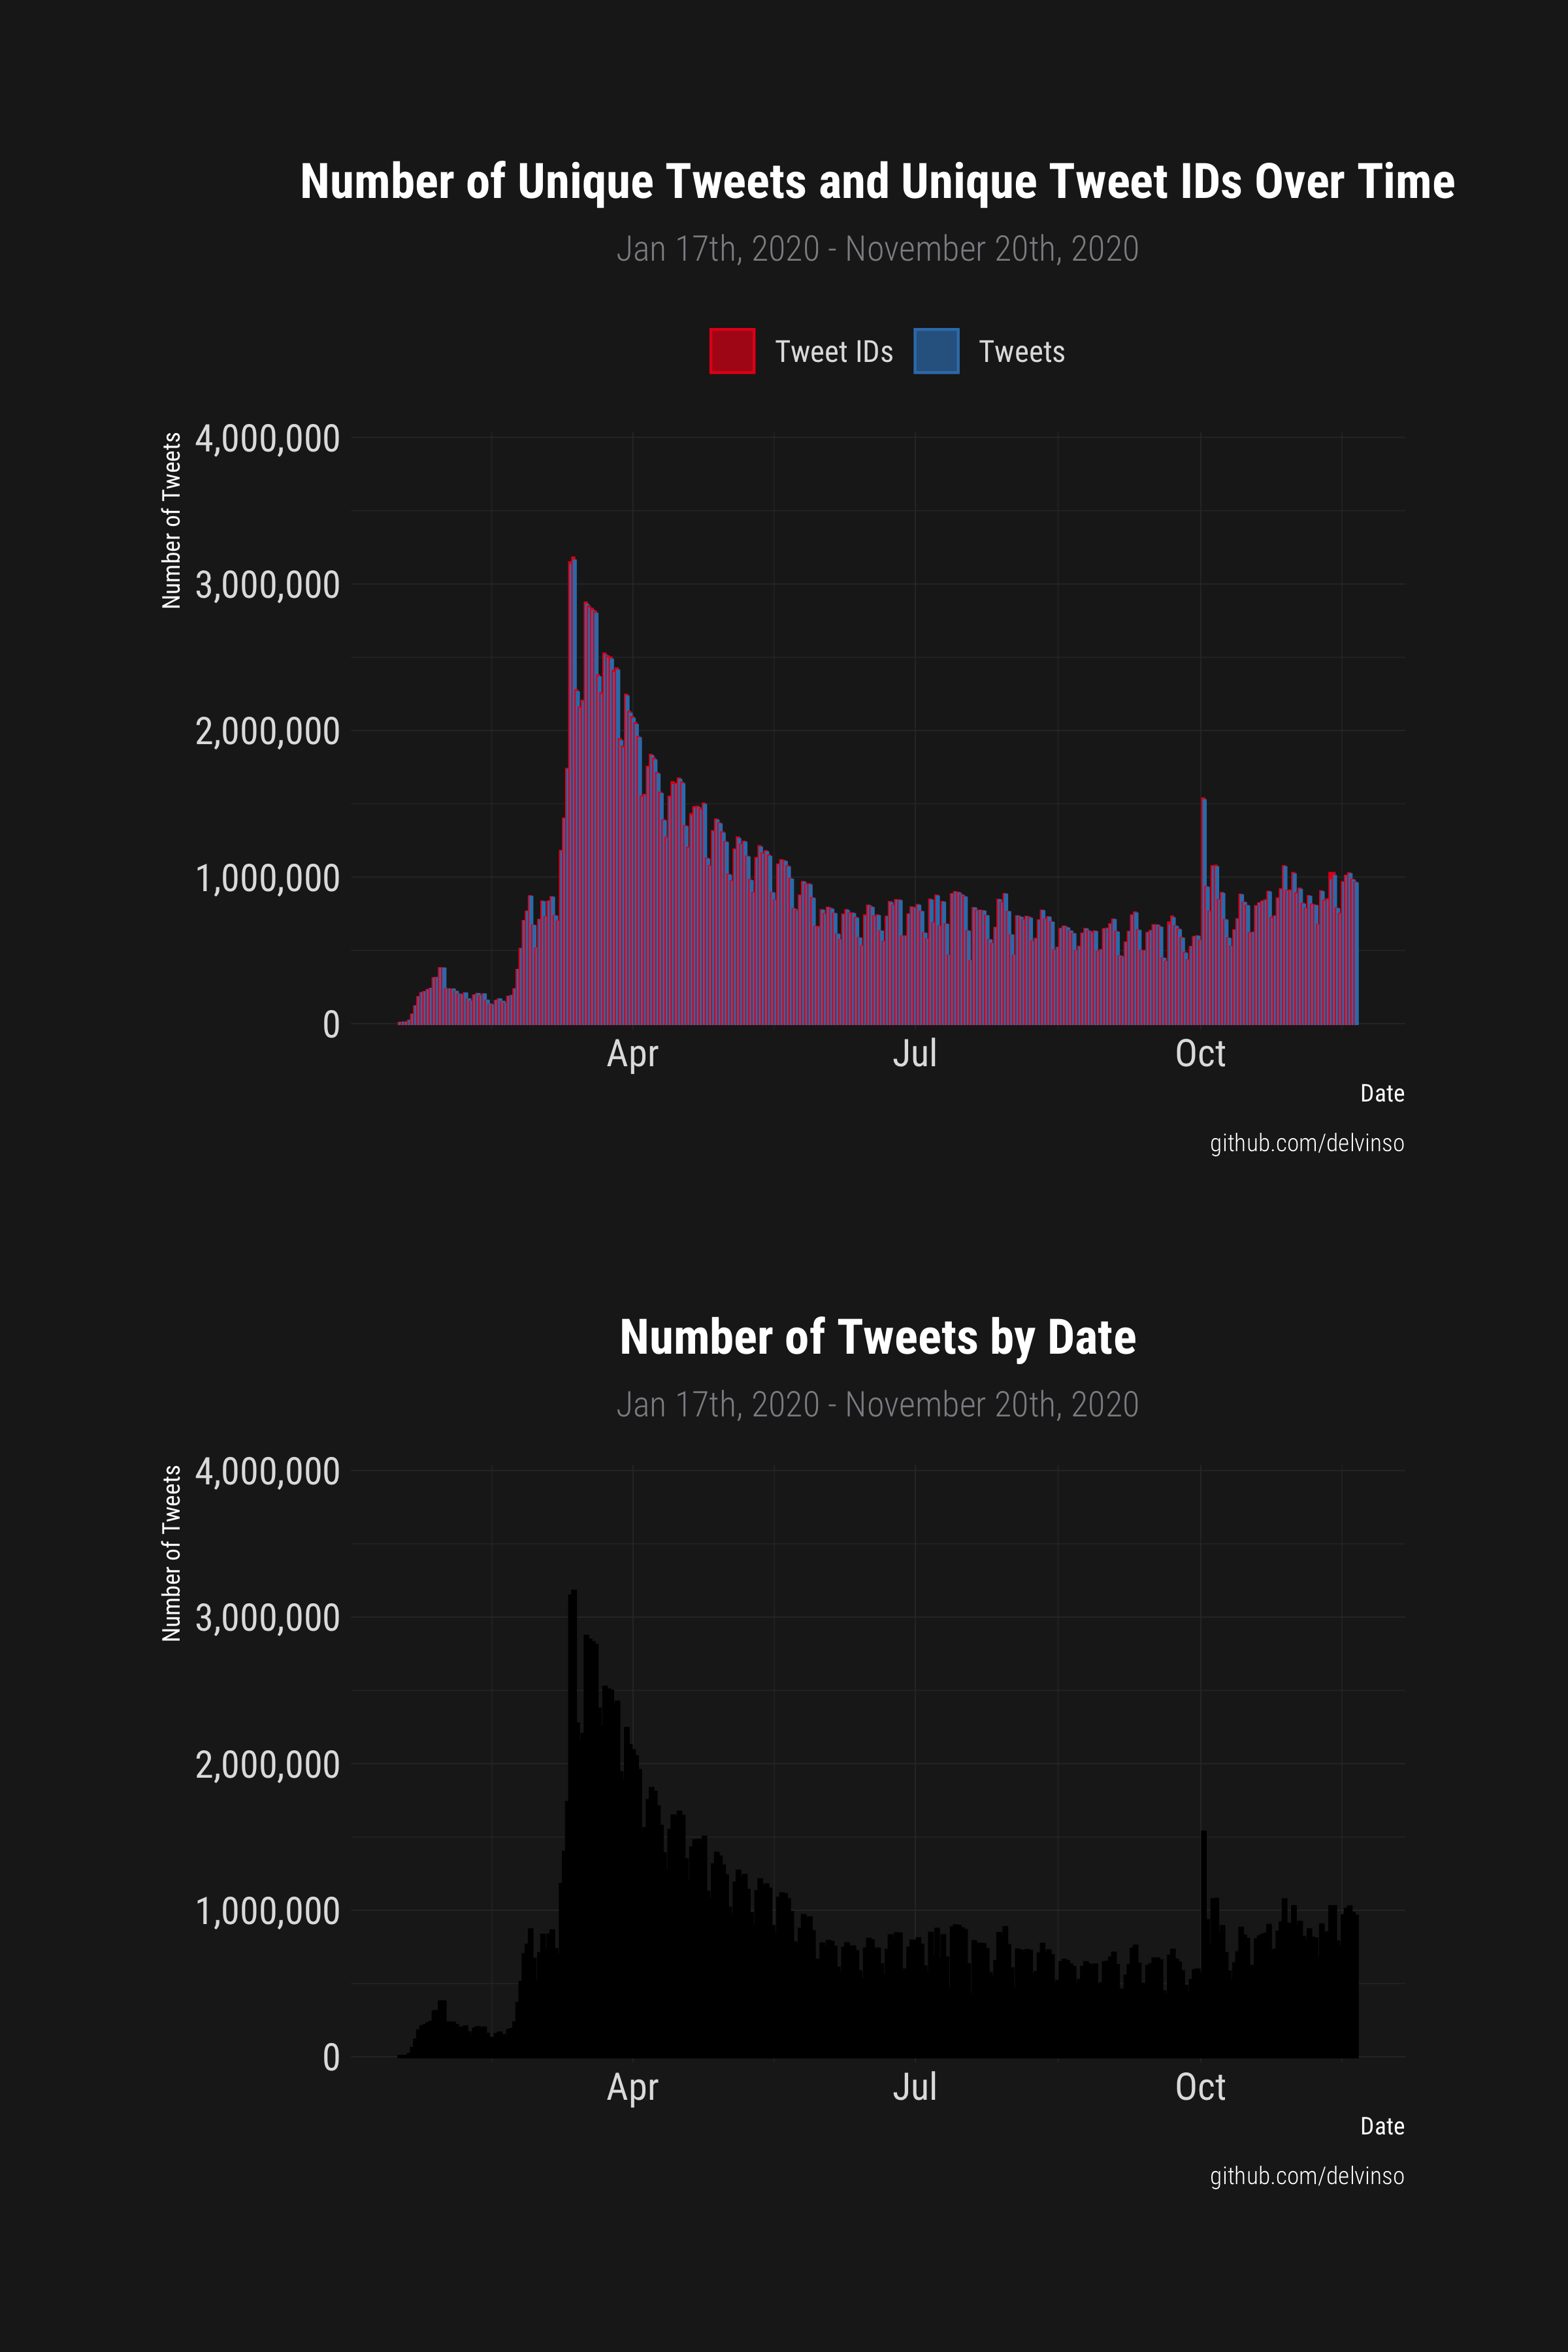 Number of Unique Tweets and Unique Tweet IDs Over Time
Jan 17th, 2020 - November 20th, 2020
Tweet IDs
Tweets
Number of Tweets
4,000,000
3,000,000
2,000,000
1,000,000
0
Apr
Jul
Oct
Date
github.com/delvinso
Number of Tweets by Date
Jan 17th, 2020 - November 20th, 2020
Number of Tweets
4,000,000
3,000,000
2,000,000
1,000,000
0
Apr
Jul
Oct
Date
github.com/delvinso